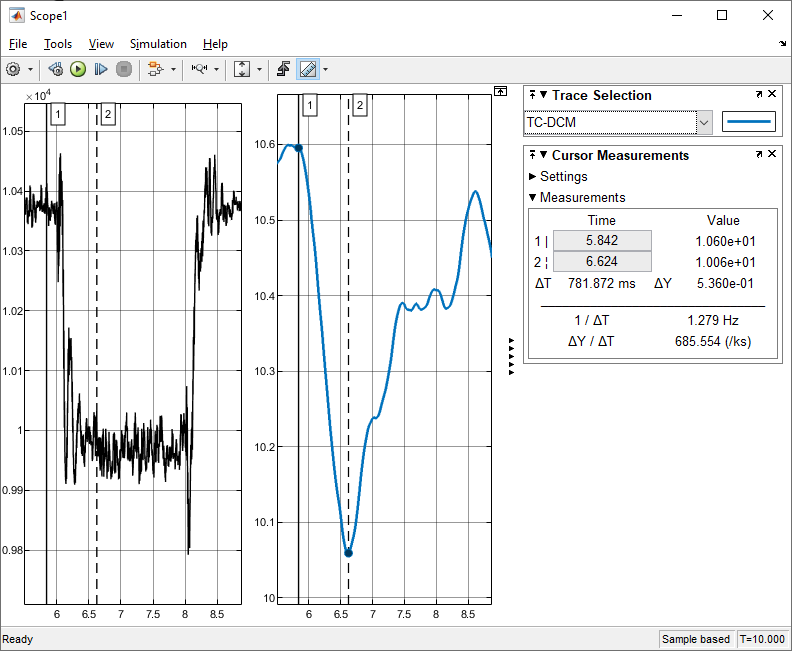 Scope1
File Tools View Simulation Help
×10⁴
1.05
1.04
1.03
1.02
1.01
1
0.99
0.98
6 6.5 7 7.5 8 8.5
1 2
10.6
10.5
10.4
10.3
10.2
10.1
10
6 6.5 7 7.5 8 8.5
1 2
Trace Selection
TC-DCM
Cursor Measurements
Settings
Measurements
Time Value
1 | 5.842 1.060e+01
2 ¦ 6.624 1.006e+01
ΔT 781.872 ms ΔY 5.360e-01
1 / ΔT 1.279 Hz
ΔY / ΔT 685.554 (/ks)
Ready Sample based T=10.000